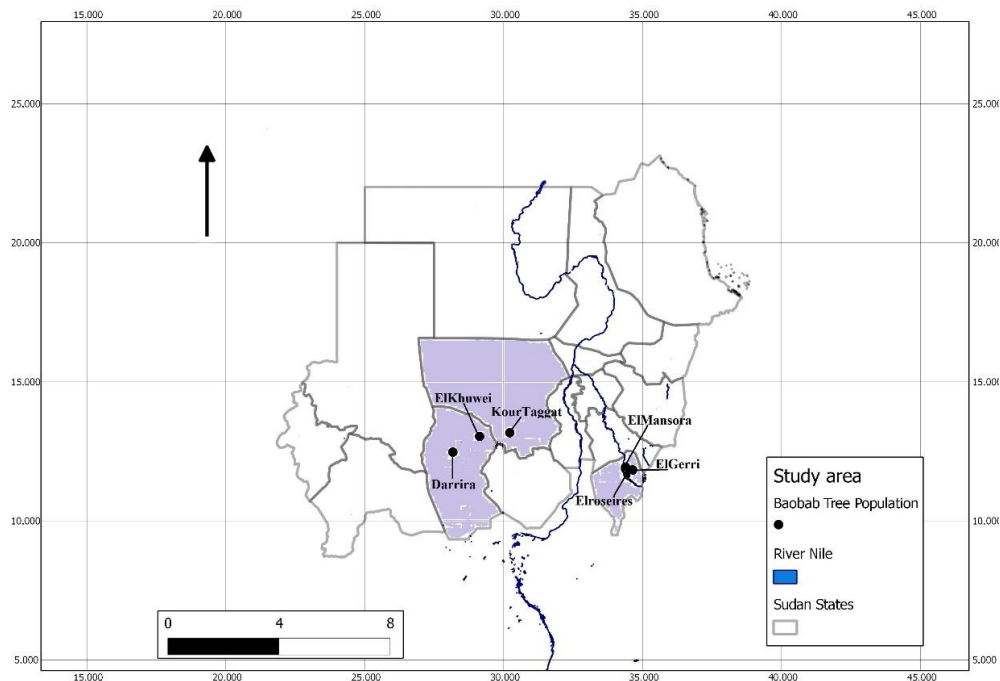 15.000 20.000 25.000 30.000 35.000 40.000 45.000
25.000 25.000
20.000 20.000
15.000 15.000
ElKhuwei
KourTaggat
ElMansora
ElGerri
Darrira
Elroseires
10.000 10.000
Study area
Baobab Tree Population
River Nile
Sudan States
0 4 8
5.000 5.000
15.000 20.000 25.000 30.000 35.000 40.000 45.000